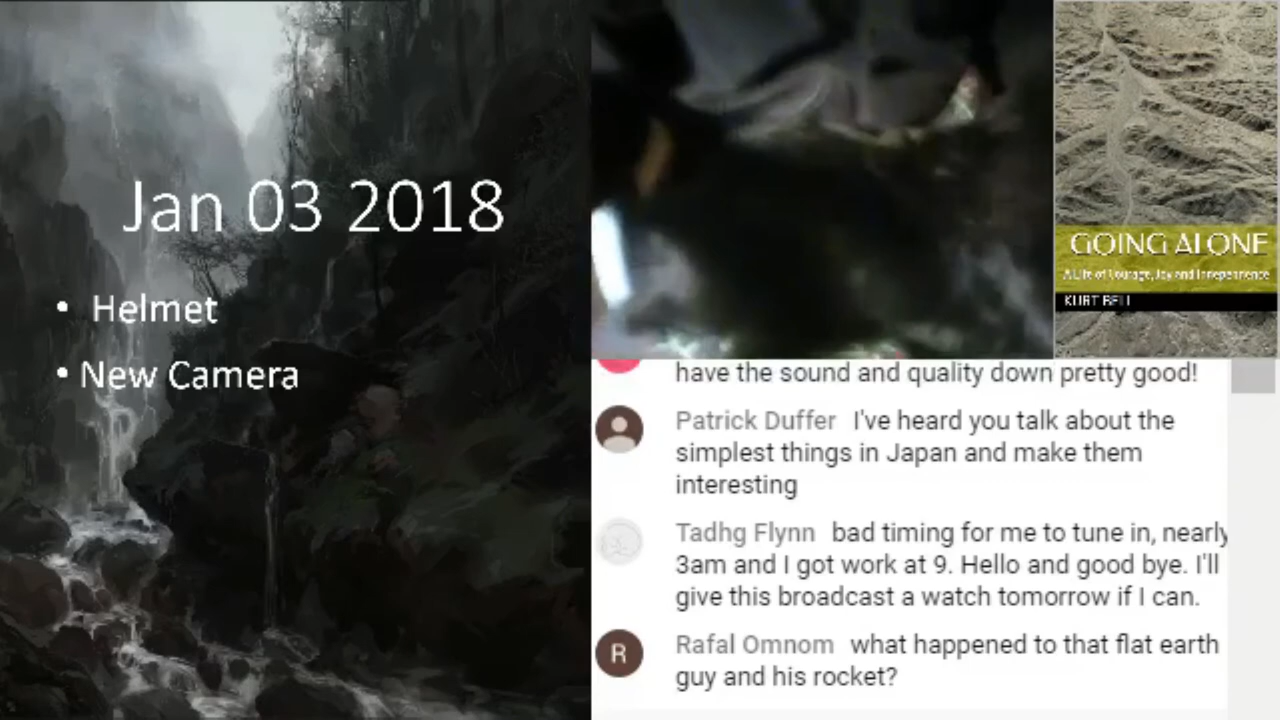 Jan 03 2018
• Helmet
• New Camera
GOING ALONE
A Life of Courage, Joy and Independence
KURT BELL
have the sound and quality down pretty good!
Patrick Duffer I've heard you talk about the
simplest things in Japan and make them
interesting
Tadhg Flynn bad timing for me to tune in, nearly
3am and I got work at 9. Hello and good bye. I'll
give this broadcast a watch tomorrow if I can.
R
Rafal Omnom what happened to that flat earth
guy and his rocket?